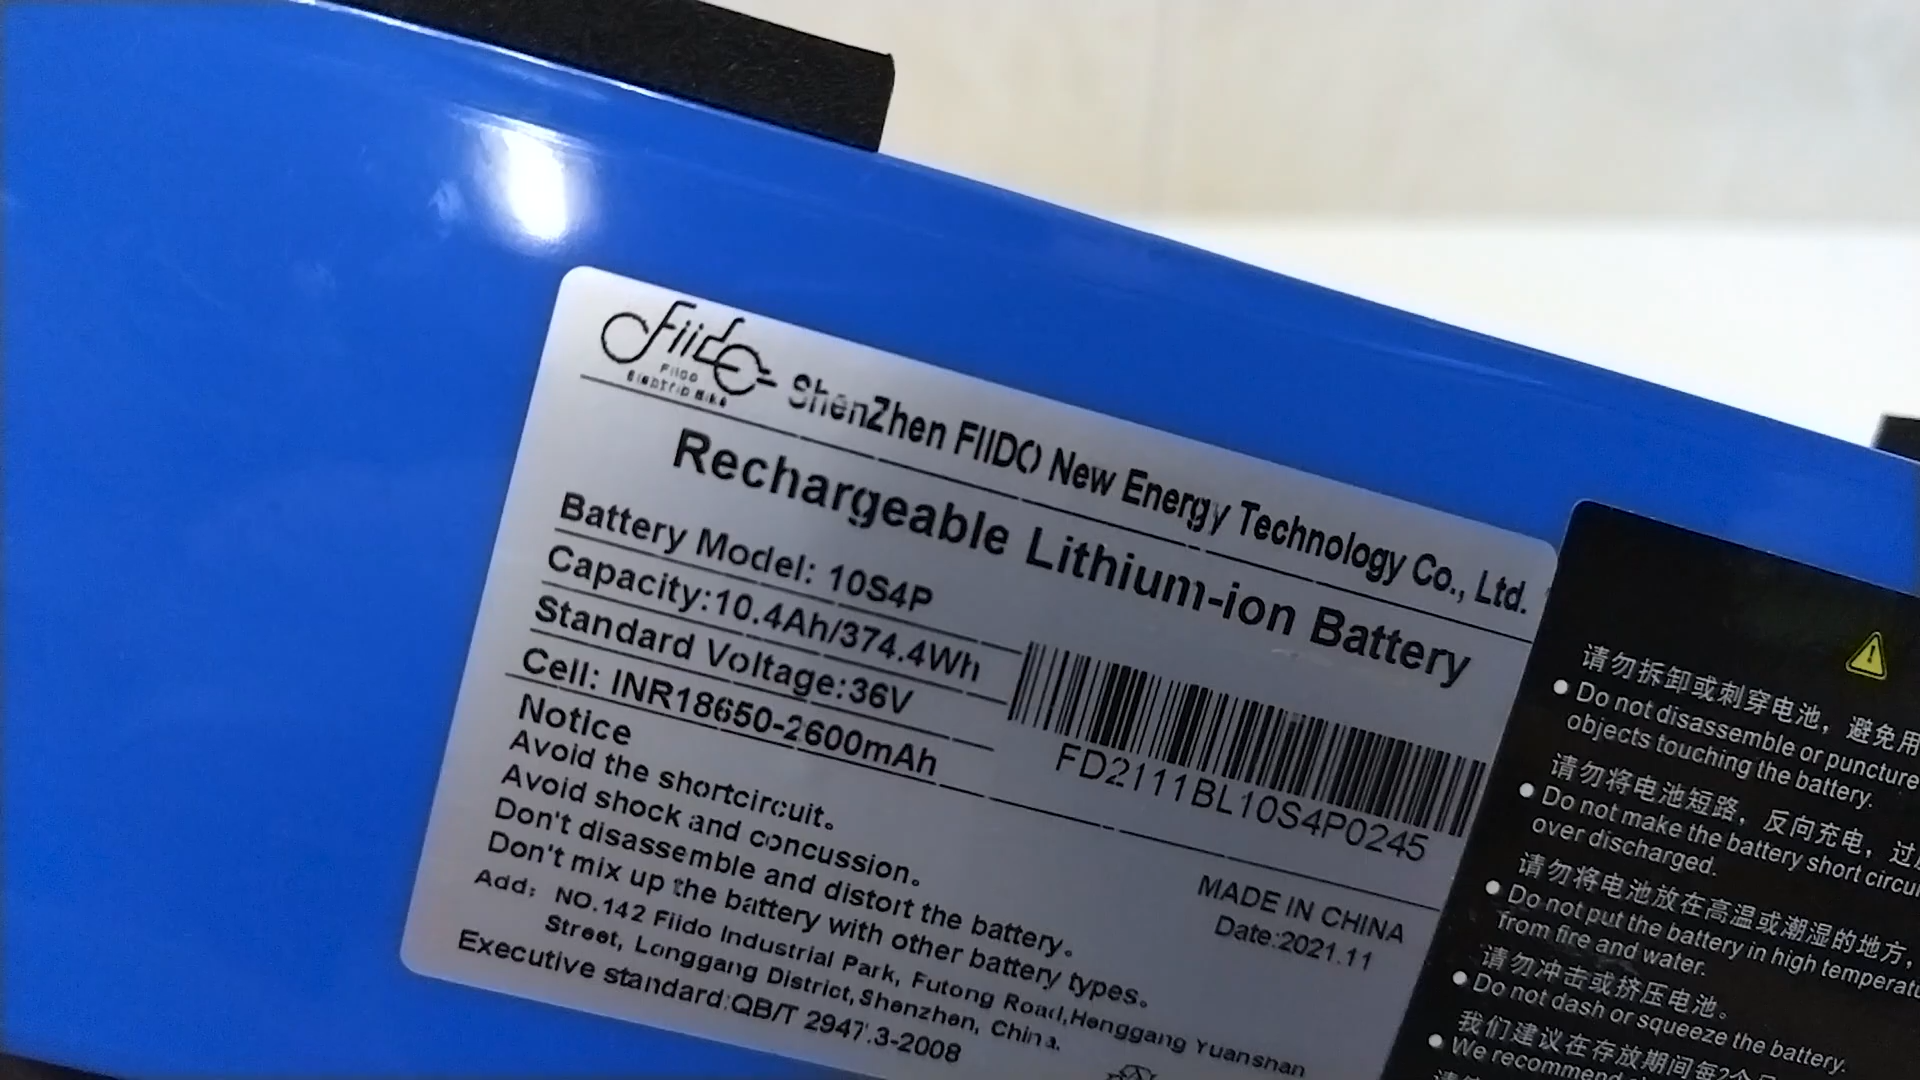 Fiido
Fiido
Electric Bike
ShenZhen FIIDO New Energy Technology Co., Ltd.
Rechargeable Lithium-ion Battery
Battery Model: 10S4P
Capacity:10.4Ah/374.4Wh
Standard Voltage:36V
Cell: INR18650-2600mAh
FD2111BL10S4P0245
Notice
Avoid the shortcircuit.
Avoid shock and concussion.
Don't disassemble and distort the battery.
Don't mix up the battery with other battery types.
MADE IN CHINA
Date:2021.11
Add: NO.142 Fiido Industrial Park, Futong Road,Henggang Yuanshan
Street, Longgang District,Shenzhen, China.
Executive standard:QB/T 2947.3-2008
请勿拆卸或刺穿电池，避免用
Do not disassemble or puncture
objects touching the battery.
请勿将电池短路，反向充电，过
Do not make the battery short circui
over discharged.
请勿将电池放在高温或潮湿的地方，
Do not put the battery in high temperatu
from fire and water.
请勿冲击或挤压电池。
Do not dash or squeeze the battery.
我们建议在存放期间每2个月
We recommend